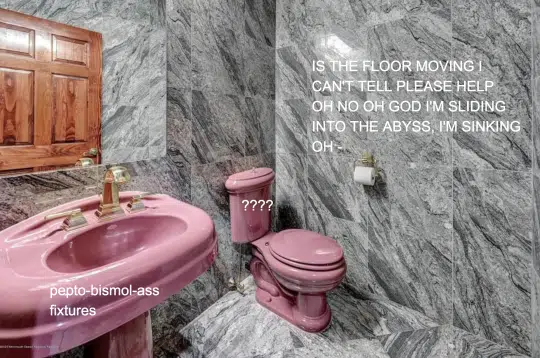 IS THE FLOOR MOVING I
CAN'T TELL PLEASE HELP
OH NO OH GOD I'M SLIDING
INTO THE ABYSS, I'M SINKING
OH -
????
pepto-bismol-ass
fixtures